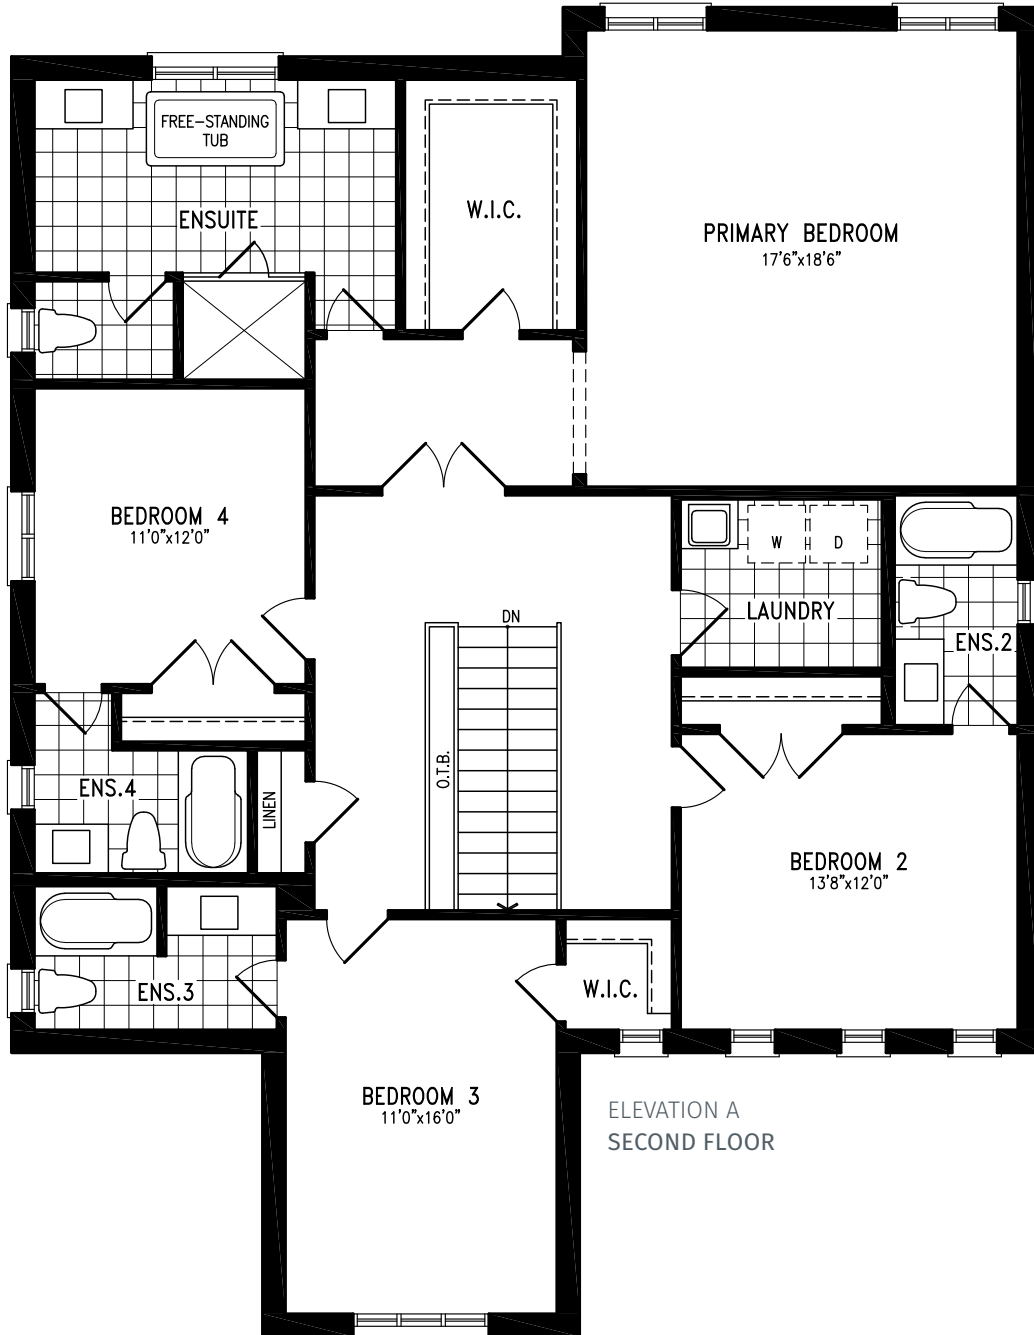 FREE-STANDING
TUB
ENSUITE
W.I.C.
PRIMARY BEDROOM
17'6"x18'6"
BEDROOM 4
11'0"x12'0"
W
D
LAUNDRY
ENS.2
DN
O.T.B.
ENS.4
LINEN
BEDROOM 2
13'8"x12'0"
ENS.3
W.I.C.
BEDROOM 3
11'0"x16'0"
ELEVATION A
SECOND FLOOR